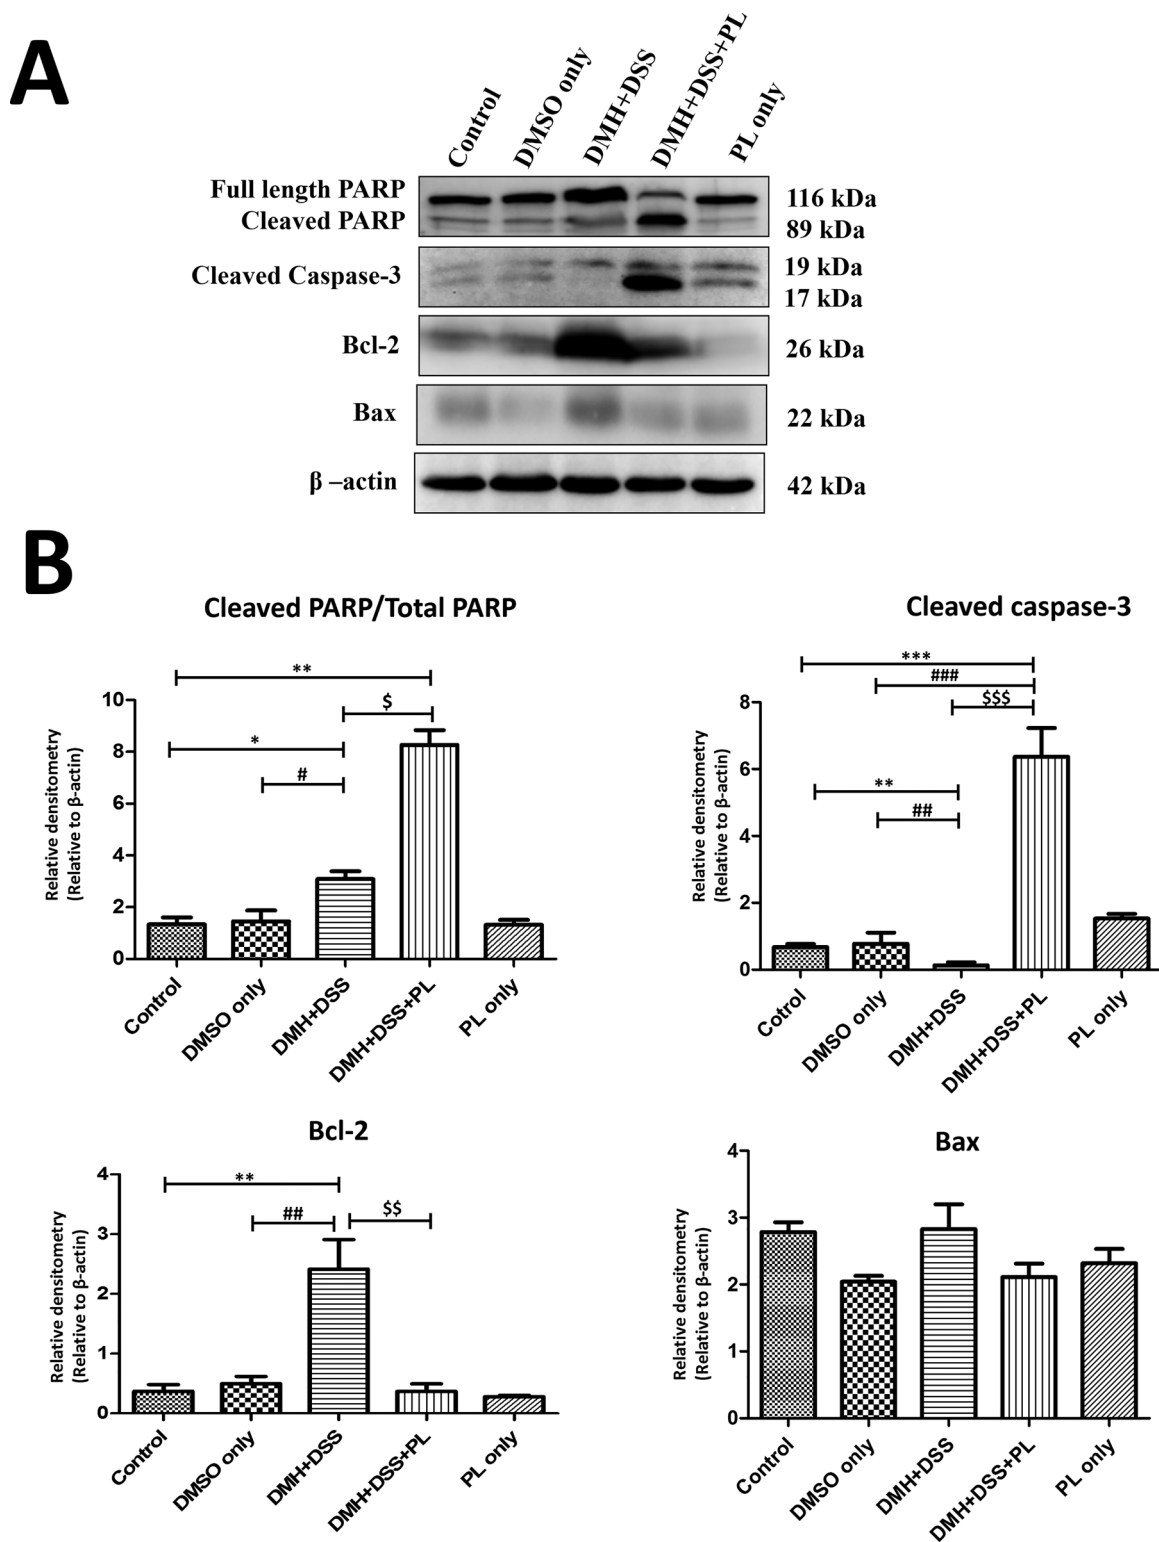 A
Control
DMSO only
DMH+DSS
DMH+DSS+PL
PL only
Full length PARP
116 kDa
Cleaved PARP
89 kDa
Cleaved Caspase-3
19 kDa
17 kDa
Bcl-2
26 kDa
Bax
22 kDa
β –actin
42 kDa
B
Cleaved PARP/Total PARP
**
$
*
#
10
8
6
4
2
0
Relative densitometry
(Relative to β-actin)
Control
DMSO only
DMH+DSS
DMH+DSS+PL
PL only
Cleaved caspase-3
***
###
$$$
**
##
8
6
4
2
0
Relative densitometry
(Relative to β-actin)
Cotrol
DMSO only
DMH+DSS
DMH+DSS+PL
PL only
Bcl-2
**
##
$$
4
3
2
1
0
Relative densitometry
(Relative to β-actin)
Control
DMSO only
DMH+DSS
DMH+DSS+PL
PL only
Bax
4
3
2
1
0
Relative densitometry
(Relative to β-actin)
Control
DMSO only
DMH+DSS
DMH+DSS+PL
PL only